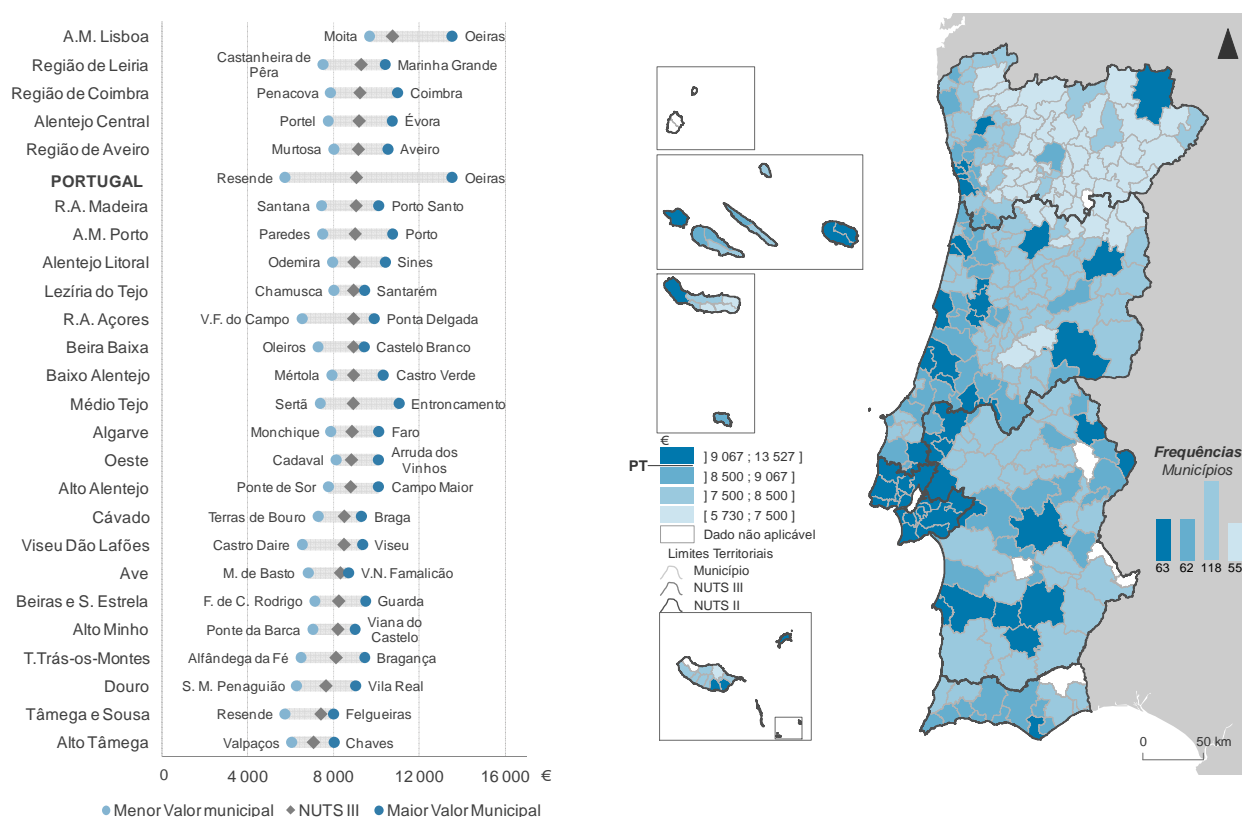 A.M. Lisboa Moita Oeiras
Região de Leiria Castanheira de Pêra Marinha Grande
Região de Coimbra Penacova Coimbra
Alentejo Central Portel Évora
Região de Aveiro Murtosa Aveiro
PORTUGAL Resende Oeiras
R.A. Madeira Santana Porto Santo
A.M. Porto Paredes Porto
Alentejo Litoral Odemira Sines
Lezíria do Tejo Chamusca Santarém
R.A. Açores V.F. do Campo Ponta Delgada
Beira Baixa Oleiros Castelo Branco
Baixo Alentejo Mértola Castro Verde
Médio Tejo Sertã Entroncamento
Algarve Monchique Faro
Oeste Cadaval Arruda dos Vinhos
Alto Alentejo Ponte de Sor Campo Maior
Cávado Terras de Bouro Braga
Viseu Dão Lafões Castro Daire Viseu
Ave M. de Basto V.N. Famalicão
Beiras e S. Estrela F. de C. Rodrigo Guarda
Alto Minho Ponte da Barca Viana do Castelo
T.Trás-os-Montes Alfândega da Fé Bragança
Douro S. M. Penaguião Vila Real
Tâmega e Sousa Resende Felgueiras
Alto Tâmega Valpaços Chaves
0 4 000 8 000 12 000 16 000 €
Menor Valor municipal NUTS III Maior Valor Municipal
€
PT
] 9 067 ; 13 527 ]
] 8 500 ; 9 067 ]
] 7 500 ; 8 500 ]
[ 5 730 ; 7 500 ]
Dado não aplicável
Limites Territoriais
Município
NUTS III
NUTS II
Frequências
Municípios
63 62 118 55
0 50 km